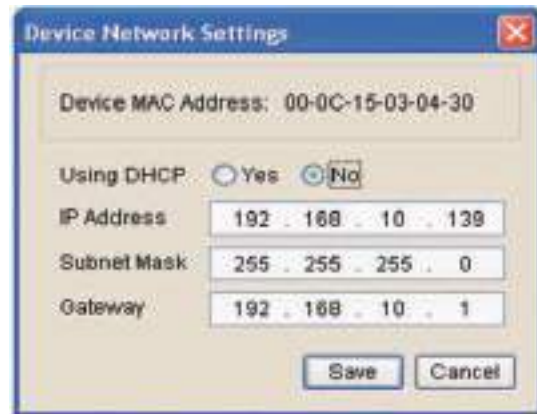 Device Network Settings
Device MAC Address: 00-0C-15-03-04-30
Using DHCP Yes No
IP Address 192 . 168 . 10 . 139
Subnet Mask 255 . 255 . 255 . 0
Gateway 192 . 168 . 10 . 1
Save Cancel